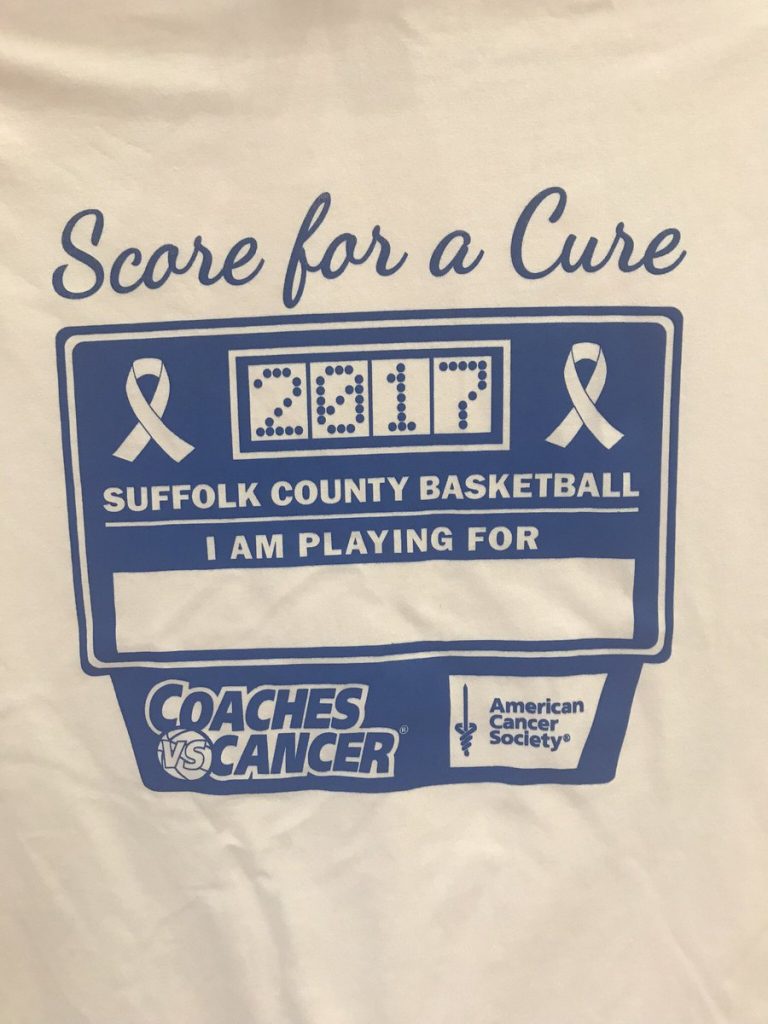 Score for a Cure
2017
SUFFOLK COUNTY BASKETBALL
I AM PLAYING FOR
COACHES
VS CANCER®
American
Cancer
Society®